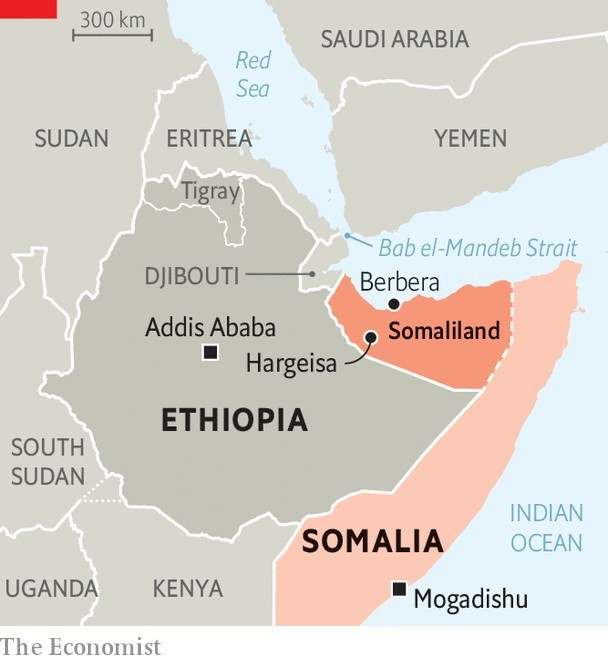 300 km
SAUDI ARABIA
Red
Sea
SUDAN
ERITREA
YEMEN
Tigray
Bab el-Mandeb Strait
DJIBOUTI
Berbera
Addis Ababa
Somaliland
Hargeisa
ETHIOPIA
SOUTH
SUDAN
INDIAN
OCEAN
SOMALIA
UGANDA
KENYA
Mogadishu
The Economist